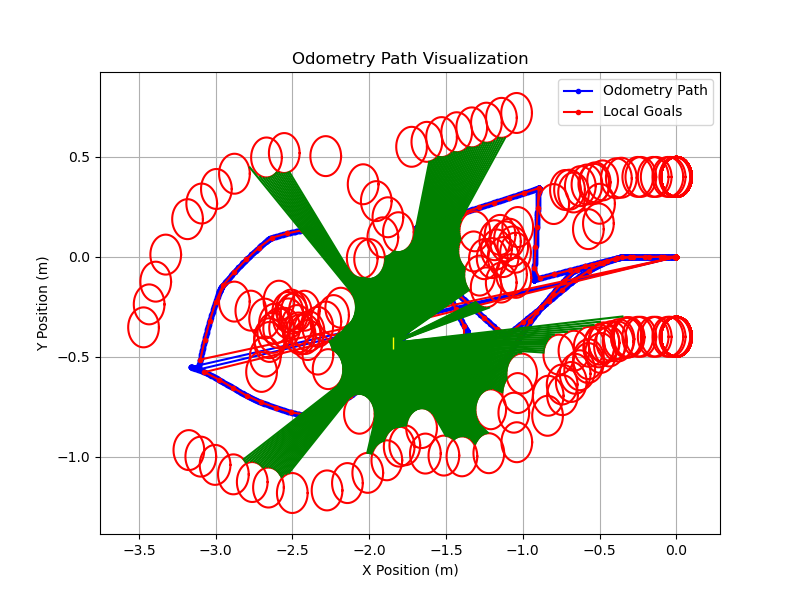 Odometry Path Visualization
Odometry Path
Local Goals
Y Position (m)
0.5
0.0
−0.5
−1.0
−3.5 −3.0 −2.5 −2.0 −1.5 −1.0 −0.5 0.0
X Position (m)